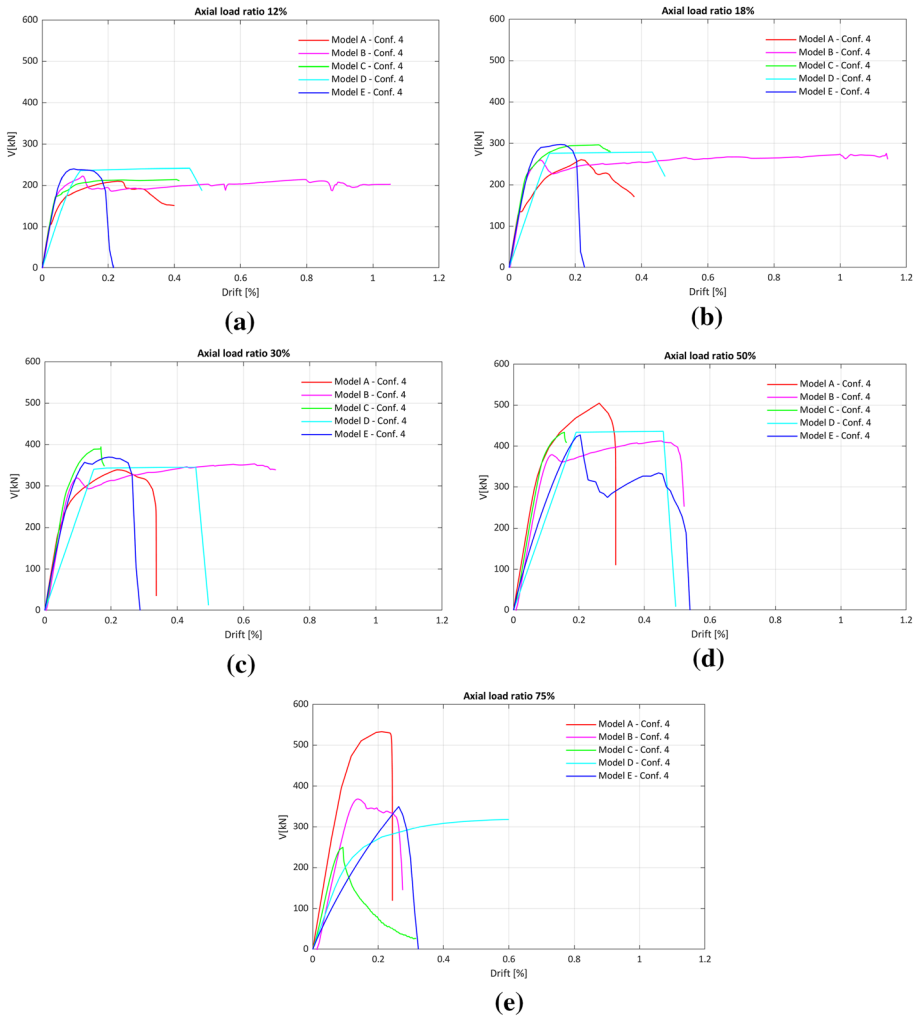 Axial load ratio 12%
600
500
400
300
200
100
0
V[kN]
Model A - Conf. 4
Model B - Conf. 4
Model C - Conf. 4
Model D - Conf. 4
Model E - Conf. 4
0 0.2 0.4 0.6 0.8 1 1.2
Drift [%]
(a)
Axial load ratio 18%
600
500
400
300
200
100
0
V[kN]
Model A - Conf. 4
Model B - Conf. 4
Model C - Conf. 4
Model D - Conf. 4
Model E - Conf. 4
0 0.2 0.4 0.6 0.8 1 1.2
Drift [%]
(b)
Axial load ratio 30%
600
500
400
300
200
100
0
V[kN]
Model A - Conf. 4
Model B - Conf. 4
Model C - Conf. 4
Model D - Conf. 4
Model E - Conf. 4
0 0.2 0.4 0.6 0.8 1 1.2
Drift [%]
(c)
Axial load ratio 50%
600
500
400
300
200
100
0
V[kN]
Model A - Conf. 4
Model B - Conf. 4
Model C - Conf. 4
Model D - Conf. 4
Model E - Conf. 4
0 0.2 0.4 0.6 0.8 1 1.2
Drift [%]
(d)
Axial load ratio 75%
600
500
400
300
200
100
0
V[kN]
Model A - Conf. 4
Model B - Conf. 4
Model C - Conf. 4
Model D - Conf. 4
Model E - Conf. 4
0 0.2 0.4 0.6 0.8 1 1.2
Drift [%]
(e)